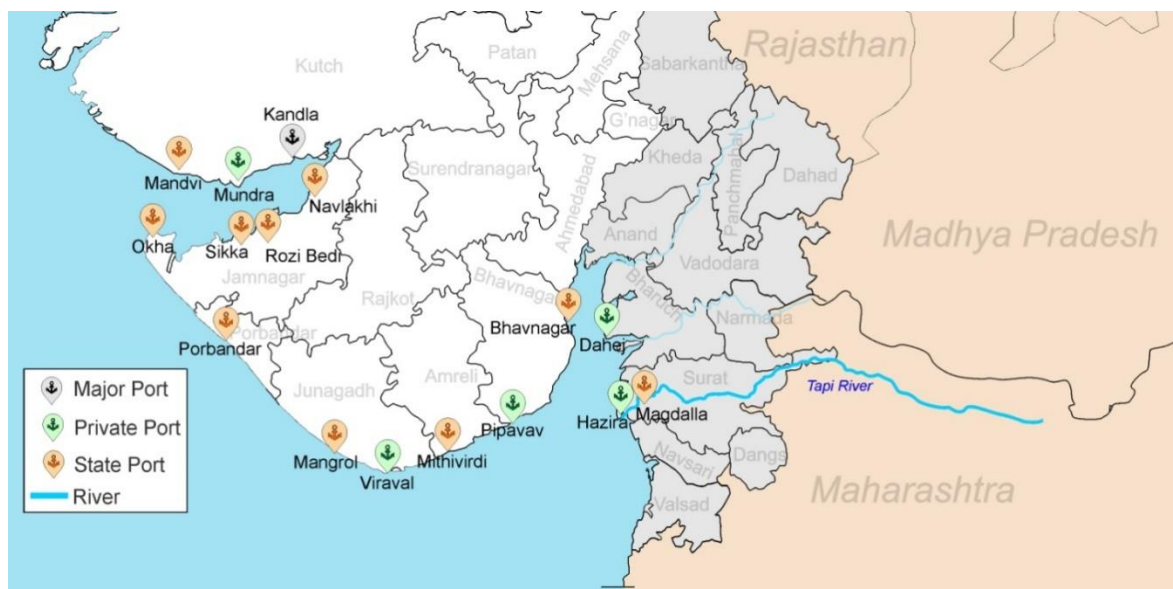 Rajasthan
Patan
Mehsana
Sabarkantha
Kutch
Kandla
G'nagar
Mandvi
Mundra
Navlakhi
Surendranagar
Ahmedabad
Kheda
Panchmahal
Dahad
Okha
Sikka
Rozi Bedi
Anand
Madhya Pradesh
Jamnagar
Rajkot
Bhavnagar
Bharuch
Vadodara
Porbandar
Porbandar
Bhavnagar
Dahej
Narmada
Junagadh
Amreli
Surat
Tapi River
Major Port
Private Port
State Port
River
Pipavav
Hazira
Magdalla
Mangrol
Viraval
Mithivirdi
Navsari
Dangs
Maharashtra
Valsad